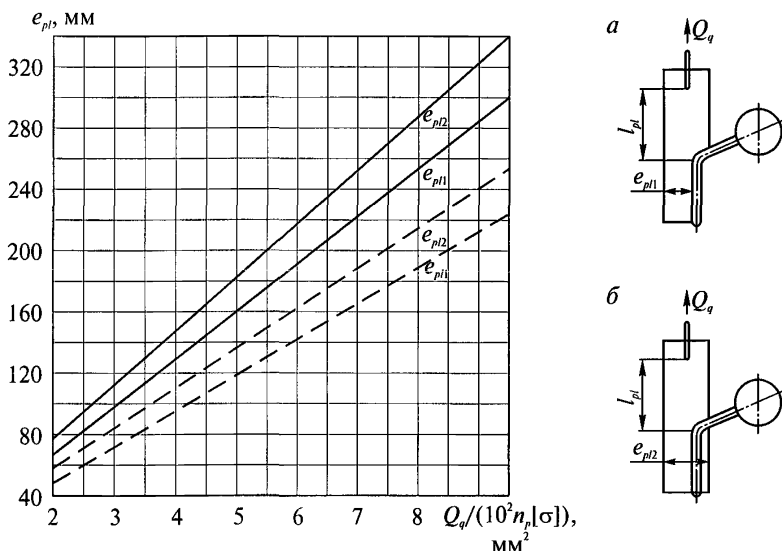 e_pl, мм
320
280
240
200
160
120
80
40
e_pl2
e_pl1
e_pl2
e_pl1
2
3
4
5
6
7
8
Q_q/(10²n_p[σ]),
мм²
а
Q_q
l_pl
e_pl1
б
Q_q
l_pl
e_pl2